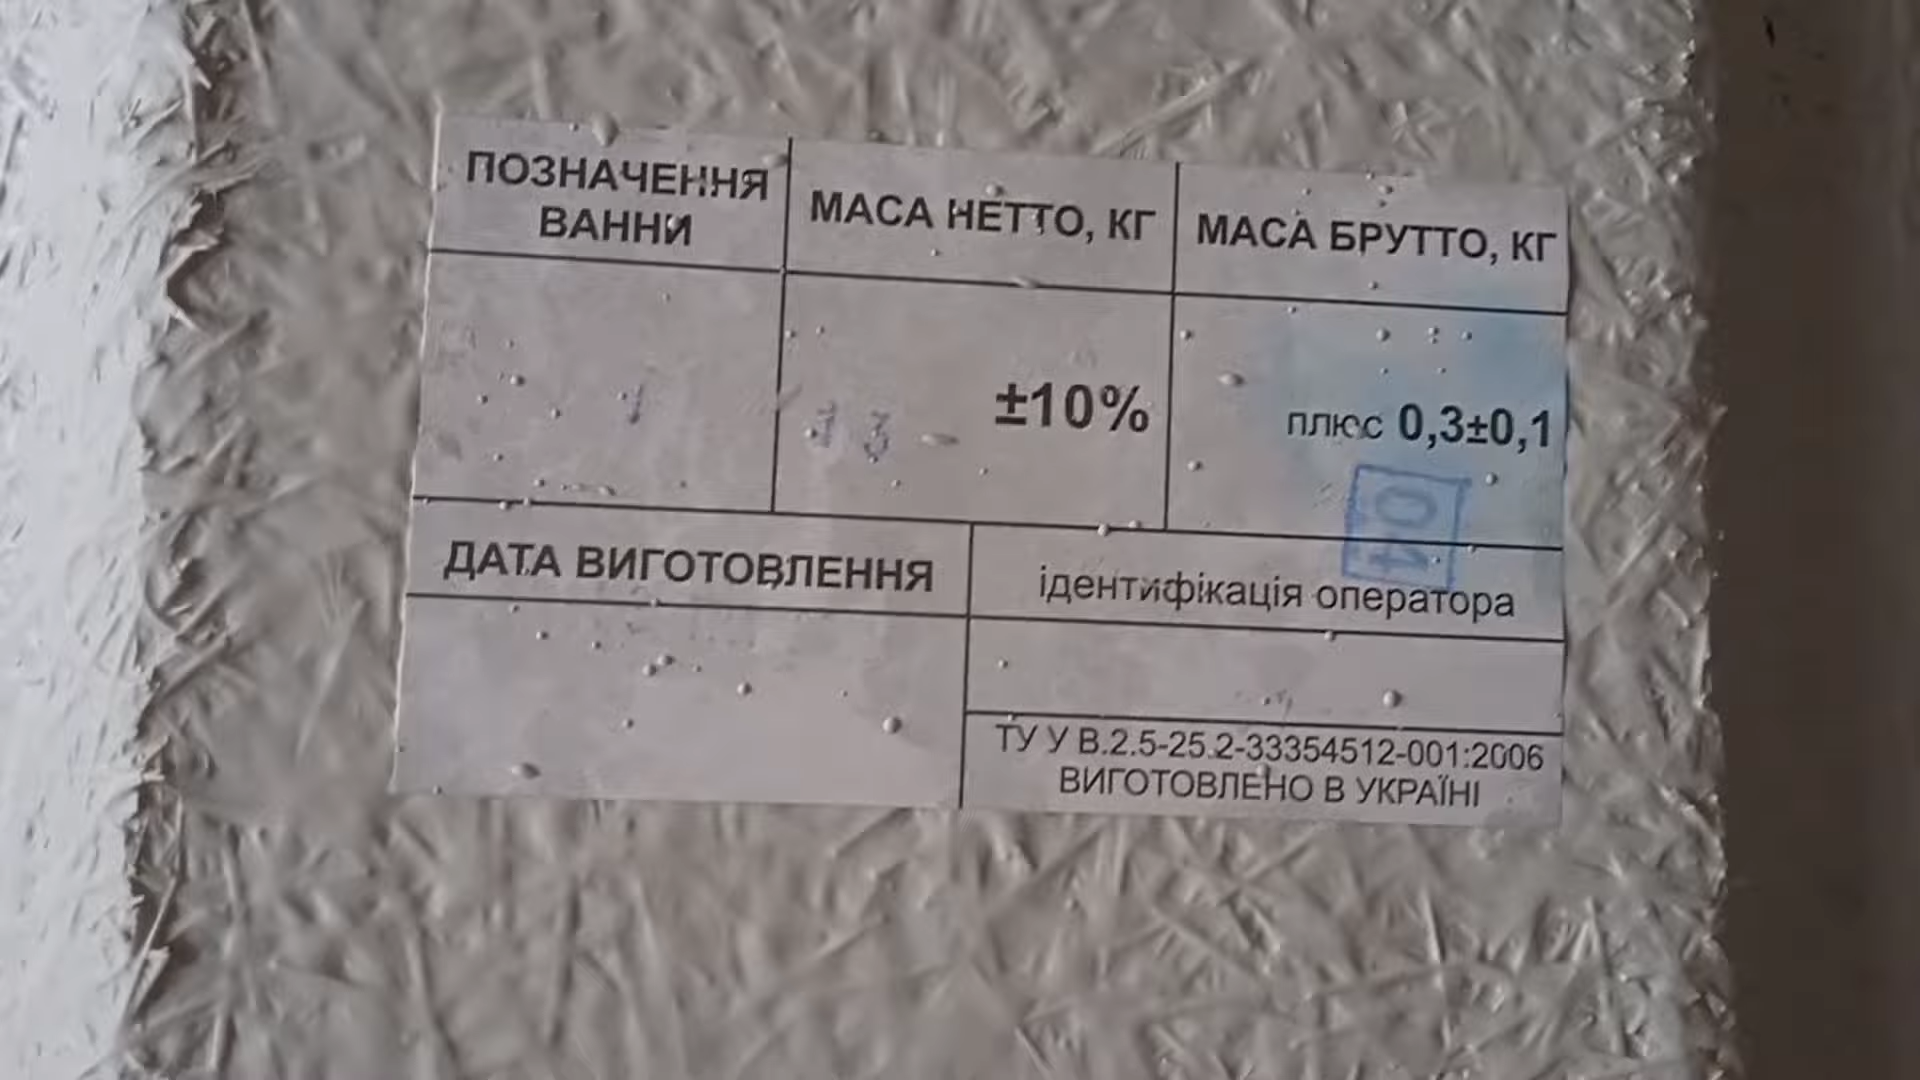 ПОЗНАЧЕННЯ
ВАННИ
МАСА НЕТТО, КГ
МАСА БРУТТО, КГ
±10%
плюс 0,3±0,1
04
ДАТА ВИГОТОВЛЕННЯ
ідентифікація оператора
ТУ У В.2.5-25.2-33354512-001:2006
ВИГОТОВЛЕНО В УКРАЇНІ